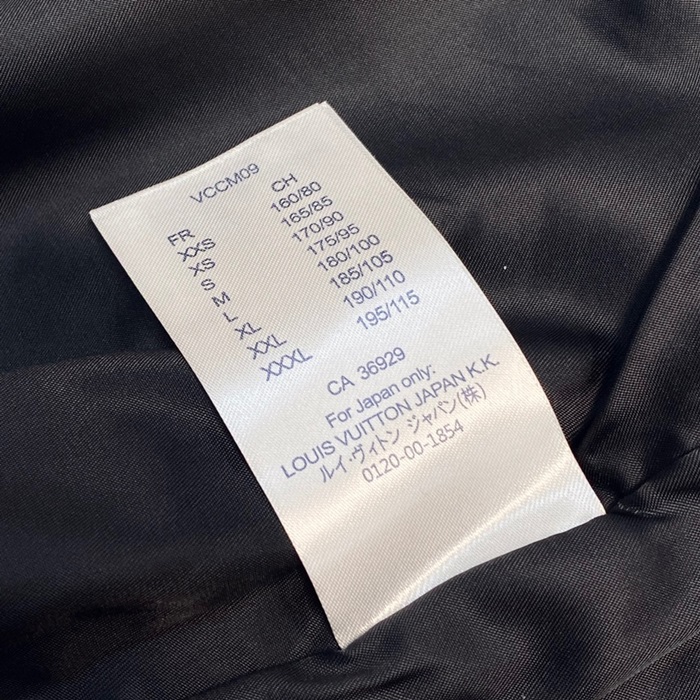 VCCM09
FR CH
XXS 160/80
XS 165/85
S 170/90
M 175/95
L 180/100
XL 185/105
XXL 190/110
XXXL 195/115
CA 36929
For Japan only:
LOUIS VUITTON JAPAN K.K.
ルイ・ヴィトン ジャパン(株)
0120-00-1854